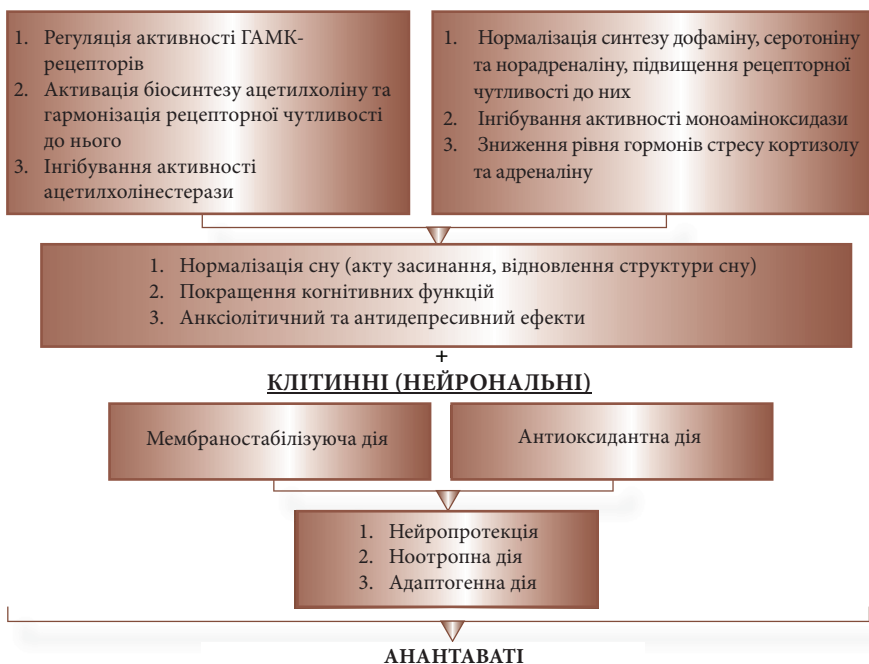 1. Регуляція активності ГАМК-
рецепторів
2. Активація біосинтезу ацетилхоліну та
гармонізація рецепторної чутливості
до нього
3. Інгібування активності
ацетилхолінестерази
1. Нормалізація синтезу дофаміну, серотоніну
та норадреналіну, підвищення рецепторної
чутливості до них
2. Інгібування активності моноаміноксидази
3. Зниження рівня гормонів стресу кортизолу
та адреналіну
1. Нормалізація сну (акту засинання, відновлення структури сну)
2. Покращення когнітивних функцій
3. Анксіолітичний та антидепресивний ефекти
+
КЛІТИННІ (НЕЙРОНАЛЬНІ)
Мембраностабілізуюча дія
Антиоксидантна дія
1. Нейропротекція
2. Ноотропна дія
3. Адаптогенна дія
АНАНТАВАТІ